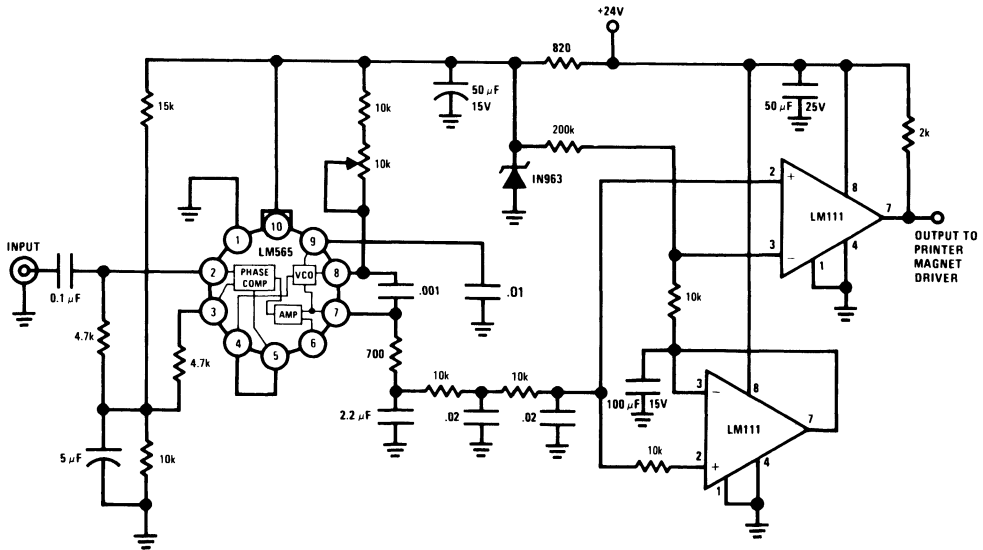 +24V
820
15k
10k
50 μF
15V
50 μF 25V
2k
10k
200k
IN963
2
+
8
LM111
7
3
−
4
1
OUTPUT TO
PRINTER
MAGNET
DRIVER
INPUT
0.1 μF
1
10
9
LM565
2
PHASE
COMP
VCO
8
3
AMP
7
4
5
6
.001
.01
4.7k
4.7k
700
10k
10k
10k
2.2 μF
.02
.02
100 μF 15V
3
−
8
LM111
7
10k
2
+
4
1
5 μF
10k